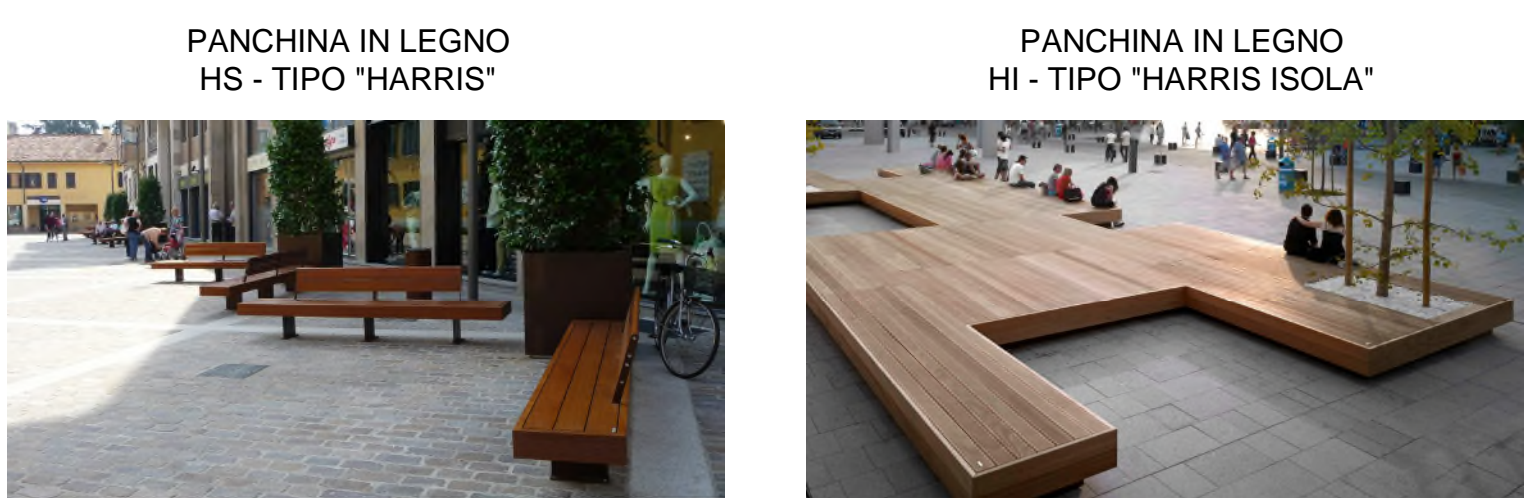 PANCHINA IN LEGNO
HS - TIPO "HARRIS"
PANCHINA IN LEGNO
HI - TIPO "HARRIS ISOLA"